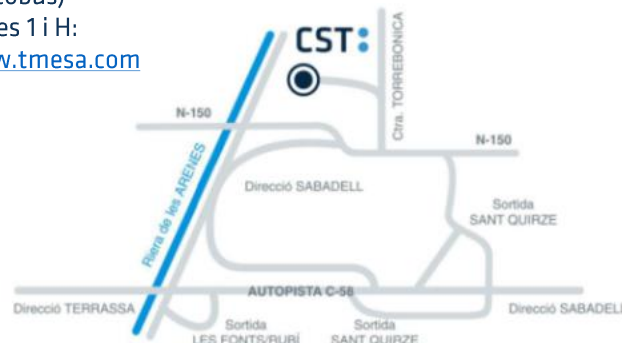 es 1 i H:
w.tmesa.com
CST:
Ctra. TORREBONICA
N-150
N-150
Riera de les ARENES
Direcció SABADELL
Sortida
SANT QUIRZE
AUTOPISTA C-58
Direcció TERRASSA
Direcció SABADELL
Sortida
LES FONTS/RUBÍ
Sortida
SANT QUIRZE